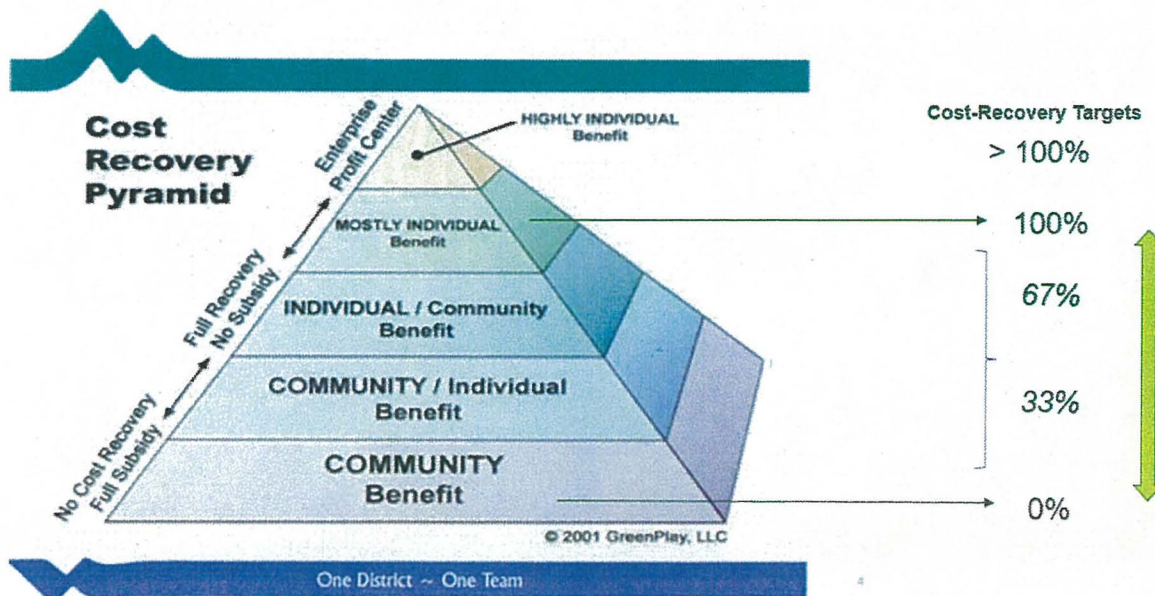 Cost
Recovery
Pyramid
Enterprise
Profit Center
Full Recovery
No Subsidy
No Cost Recovery
Full Subsidy
HIGHLY INDIVIDUAL
Benefit
MOSTLY INDIVIDUAL
Benefit
INDIVIDUAL / Community
Benefit
COMMUNITY / Individual
Benefit
COMMUNITY
Benefit
© 2001 GreenPlay, LLC
Cost-Recovery Targets
> 100%
100%
67%
33%
0%
One District ~ One Team
4